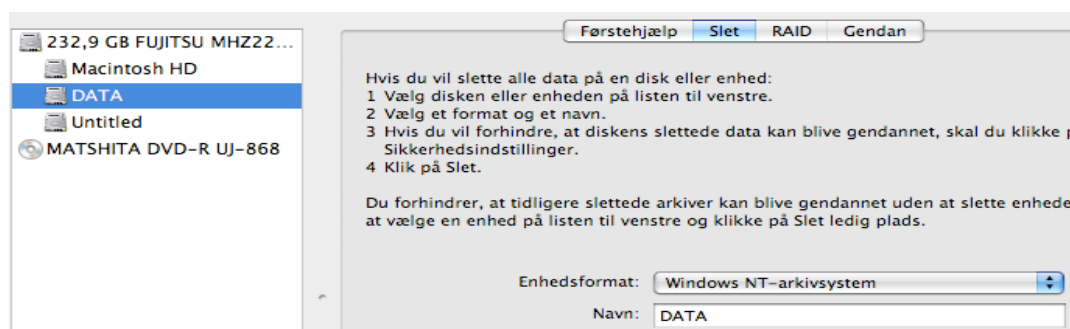 232,9 GB FUJITSU MHZ22...
Macintosh HD
DATA
Untitled
MATSHITA DVD-R UJ-868
Førstehjælp Slet RAID Gendan
Hvis du vil slette alle data på en disk eller enhed:
1 Vælg disken eller enheden på listen til venstre.
2 Vælg et format og et navn.
3 Hvis du vil forhindre, at diskens slettede data kan blive gendannet, skal du klikke
Sikkerhedsindstillinger.
4 Klik på Slet.
Du forhindrer, at tidligere slettede arkiver kan blive gendannet uden at slette
at vælge en enhed på listen til venstre og klikke på Slet ledig plads.
Enhedsformat: Windows NT-arkivsystem
Navn: DATA